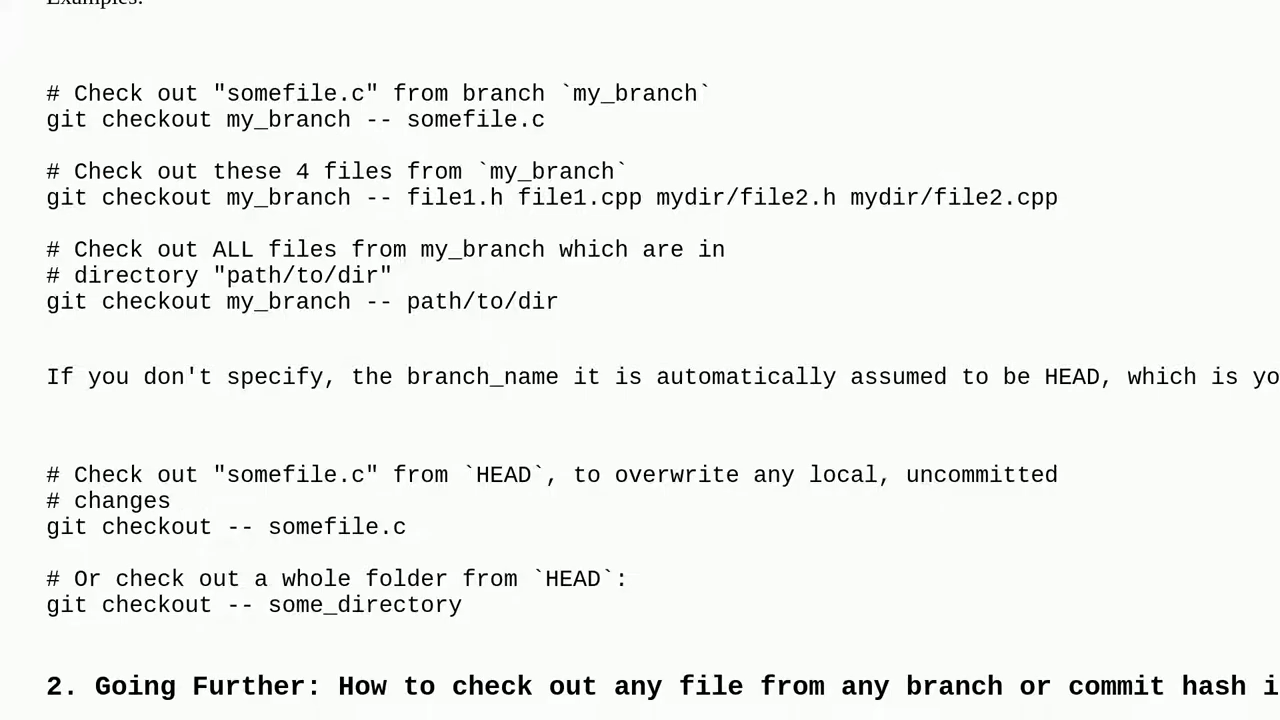 Examples:
# Check out "somefile.c" from branch `my_branch`
git checkout my_branch -- somefile.c
# Check out these 4 files from `my_branch`
git checkout my_branch -- file1.h file1.cpp mydir/file2.h mydir/file2.cpp
# Check out ALL files from my_branch which are in
# directory "path/to/dir"
git checkout my_branch -- path/to/dir
If you don't specify, the branch_name it is automatically assumed to be HEAD, which is yo
# Check out "somefile.c" from `HEAD`, to overwrite any local, uncommitted
# changes
git checkout -- somefile.c
# Or check out a whole folder from `HEAD`:
git checkout -- some_directory
2. Going Further: How to check out any file from any branch or commit hash i